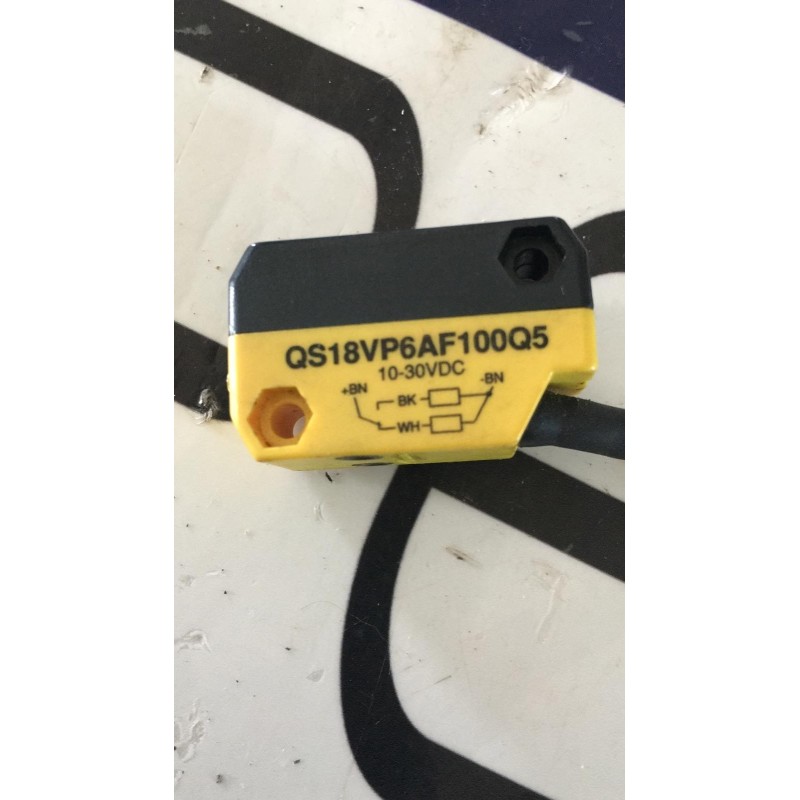 QS18VP6AF100Q5
10-30VDC
+BN -BN
BK
WH